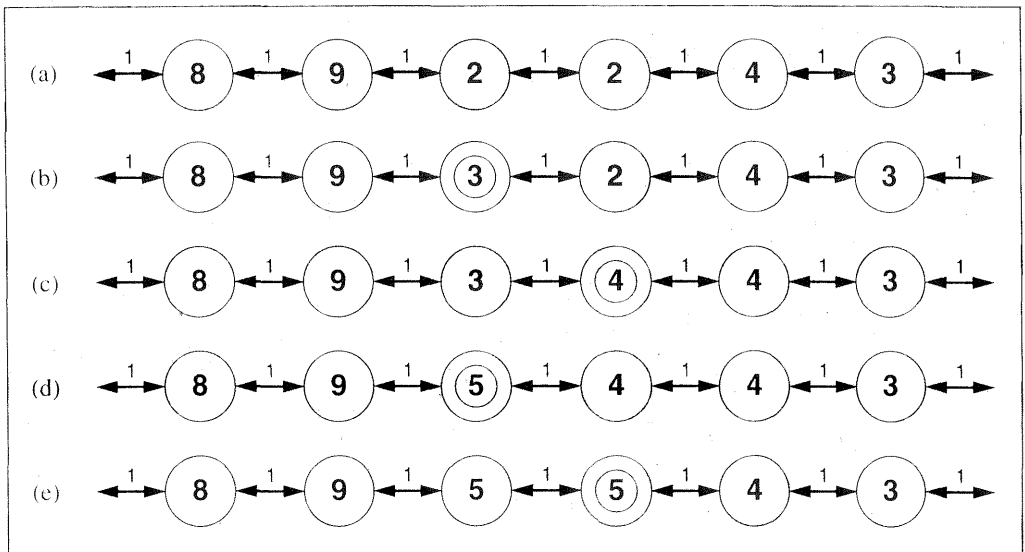 1 1 1 1 1 1 1
(a) 8 9 2 2 4 3
1 1 1 1 1 1 1
(b) 8 9 3 2 4 3
1 1 1 1 1 1 1
(c) 8 9 3 4 4 3
1 1 1 1 1 1 1
(d) 8 9 5 4 4 3
1 1 1 1 1 1 1
(e) 8 9 5 5 4 3